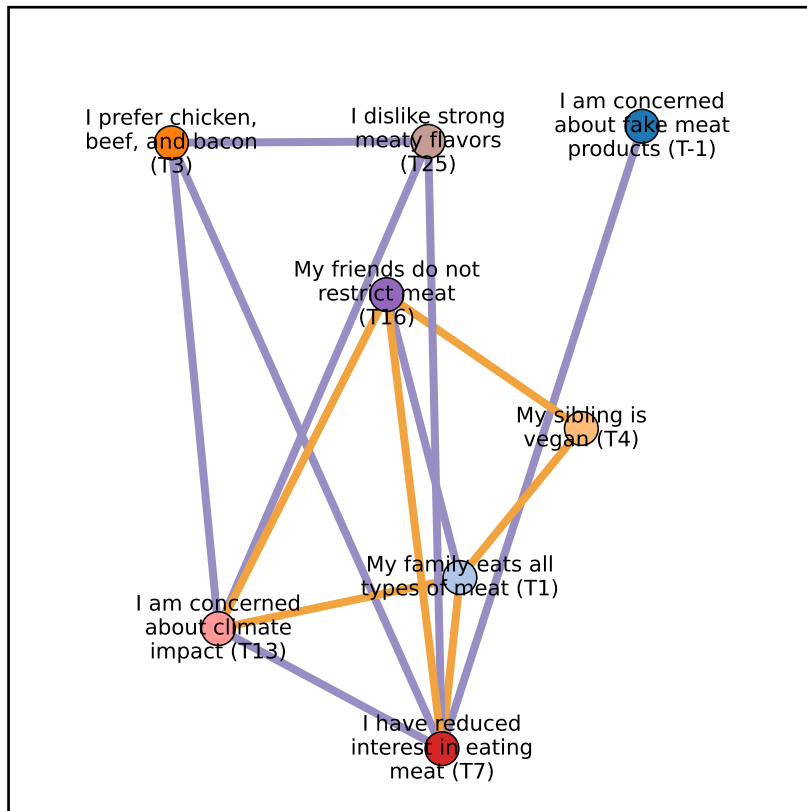 I prefer chicken,
beef, and bacon
(T3)
I dislike strong
meaty flavors
(T25)
I am concerned
about fake meat
products (T-1)
My friends do not
restrict meat
(T16)
My sibling is
vegan (T4)
My family eats all
types of meat (T1)
I am concerned
about climate
impact (T13)
I have reduced
interest in eating
meat (T7)